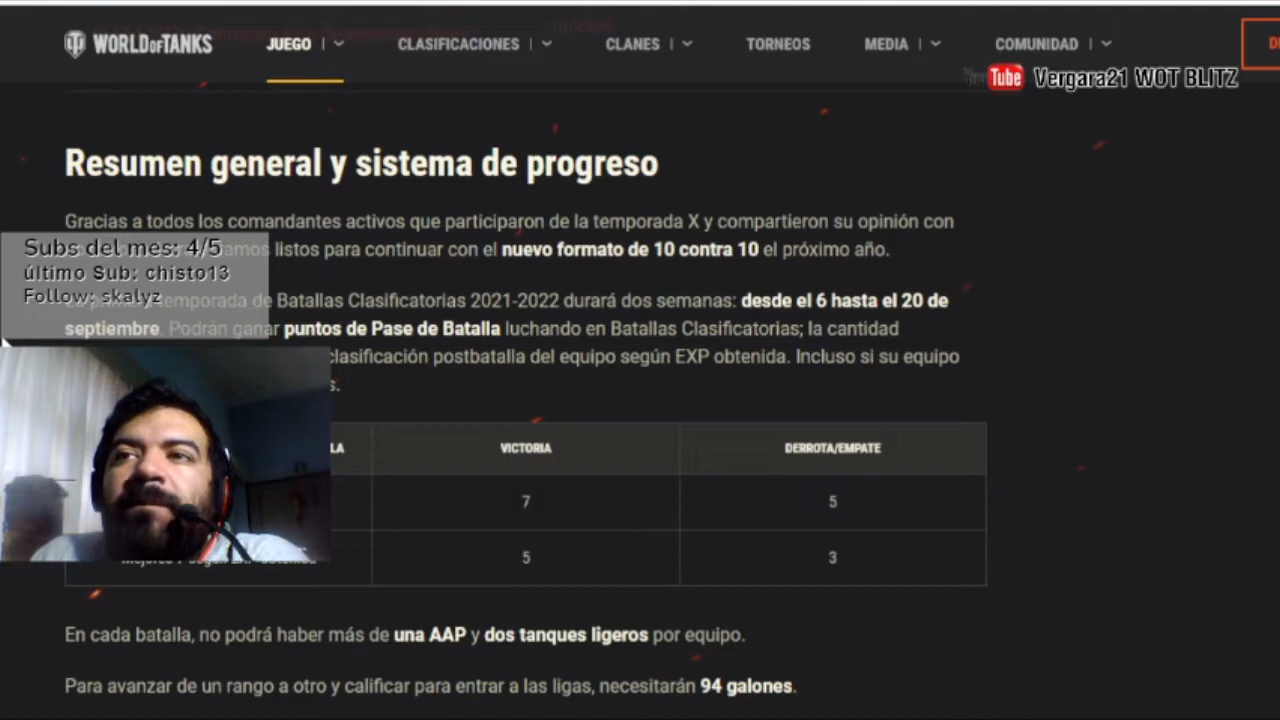 WORLD OF TANKS
JUEGO
CLASIFICACIONES
CLANES
TORNEOS
MEDIA
COMUNIDAD
You Tube Vergara21 WOT BLITZ
Resumen general y sistema de progreso
Gracias a todos los comandantes activos que participaron de la temporada X y compartieron su opinión con
listos para continuar con el nuevo formato de 10 contra 10 el próximo año.
Subs del mes: 4/5
último Sub: chisto13
Follow: skalyz
temporada de Batallas Clasificatorias 2021-2022 durará dos semanas: desde el 6 hasta el 20 de
septiembre. Podrán ganar puntos de Pase de Batalla luchando en Batallas Clasificatorias; la cantidad
clasificación postbatalla del equipo según EXP obtenida. Incluso si su equipo
LA
VICTORIA
DERROTA/EMPATE
7
5
5
3
En cada batalla, no podrá haber más de una AAP y dos tanques ligeros por equipo.
Para avanzar de un rango a otro y calificar para entrar a las ligas, necesitarán 94 galones.